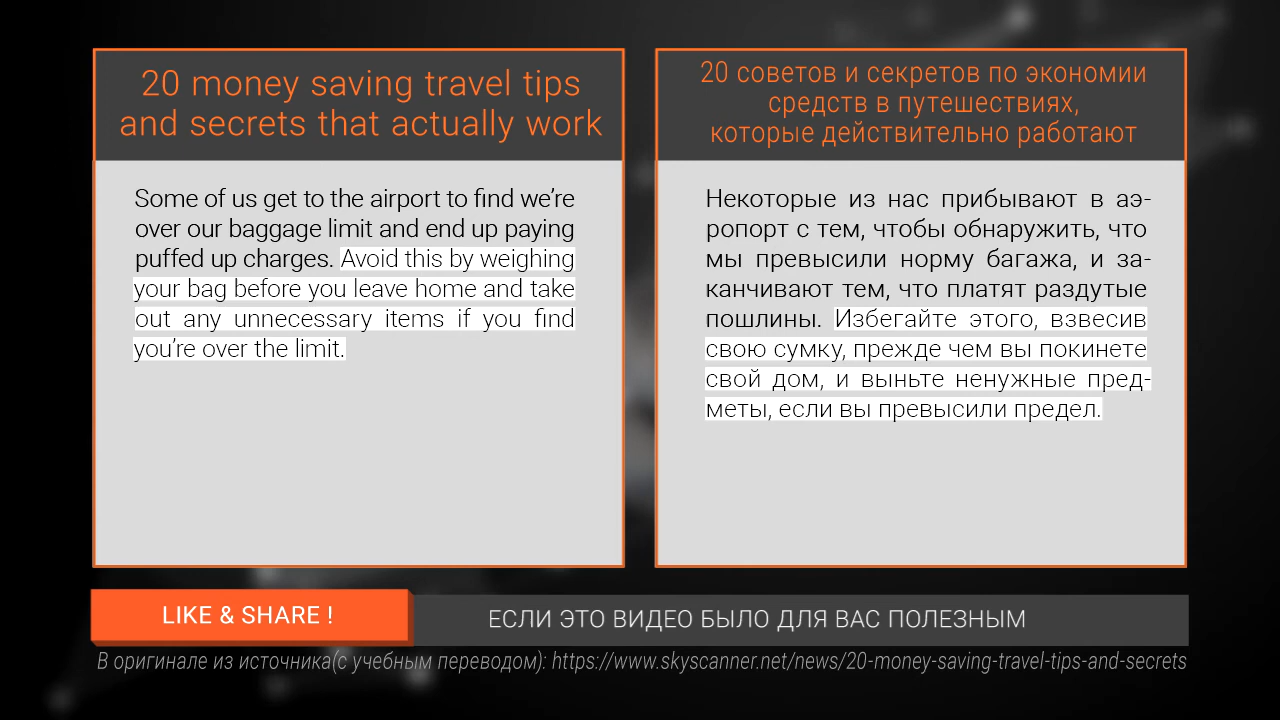 20 money saving travel tips
and secrets that actually work
Some of us get to the airport to find we’re
over our baggage limit and end up paying
puffed up charges. Avoid this by weighing
your bag before you leave home and take
out any unnecessary items if you find
you’re over the limit.
20 советов и секретов по экономии
средств в путешествиях,
которые действительно работают
Некоторые из нас прибывают в аэ-
ропорт с тем, чтобы обнаружить, что
мы превысили норму багажа, и за-
канчивают тем, что платят раздутые
пошлины. Избегайте этого, взвесив
свою сумку, прежде чем вы покинете
свой дом, и выньте ненужные пред-
меты, если вы превысили предел.
LIKE & SHARE !
ЕСЛИ ЭТО ВИДЕО БЫЛО ДЛЯ ВАС ПОЛЕЗНЫМ
В оригинале из источника(с учебным переводом): https://www.skyscanner.net/news/20-money-saving-travel-tips-and-secrets